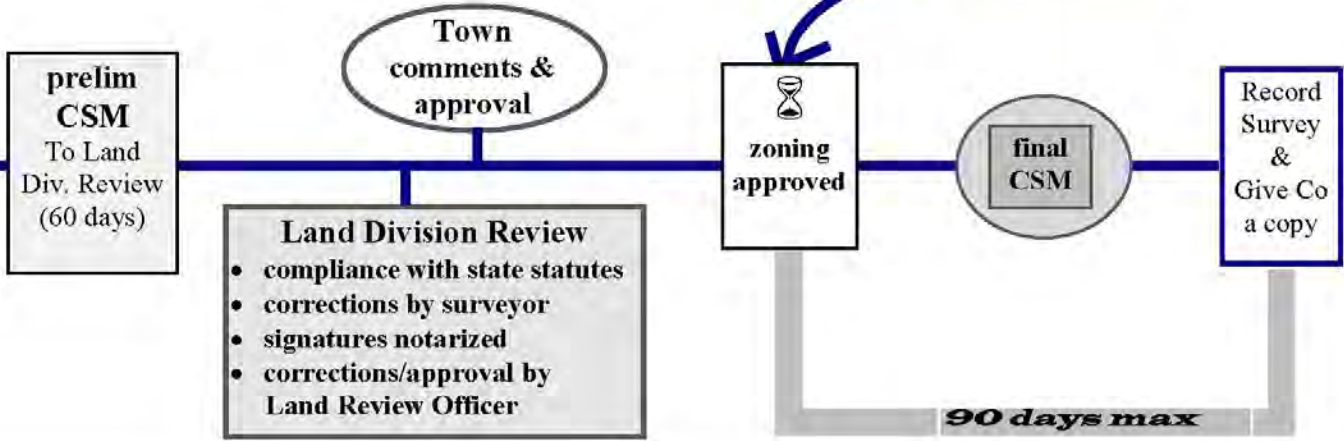 prelim
CSM
To Land
Div. Review
(60 days)
Town
comments &
approval
Land Division Review
• compliance with state statutes
• corrections by surveyor
• signatures notarized
• corrections/approval by
Land Review Officer
zoning
approved
final
CSM
Record
Survey
&
Give Co
a copy
90 days max